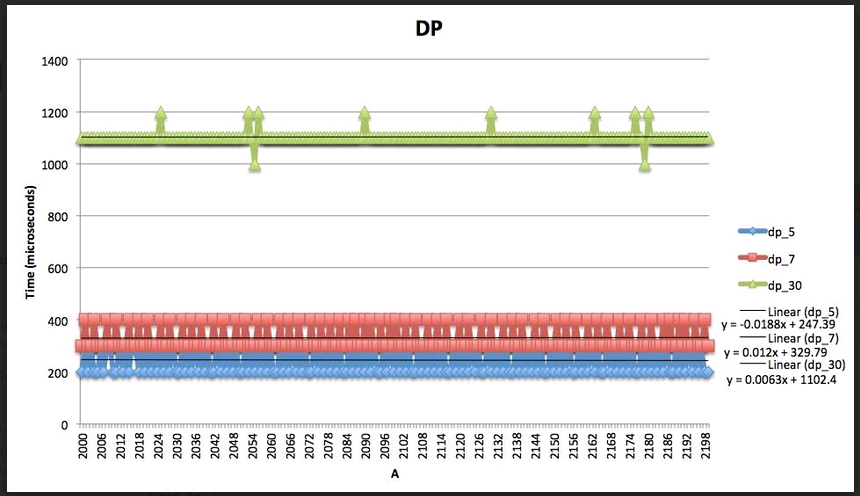 DP
1400
1200
1000
800
600
400
200
0
Time (microseconds)
2000 2006 2012 2018 2024 2030 2036 2042 2048 2054 2060 2066 2072 2078 2084 2090 2096 2102 2108 2114 2120 2126 2132 2138 2144 2150 2156 2162 2168 2174 2180 2186 2192 2198
A
dp_5
dp_7
dp_30
Linear (dp_5)
y = -0.0188x + 247.39
Linear (dp_7)
y = 0.012x + 329.79
Linear (dp_30)
y = 0.0063x + 1102.4